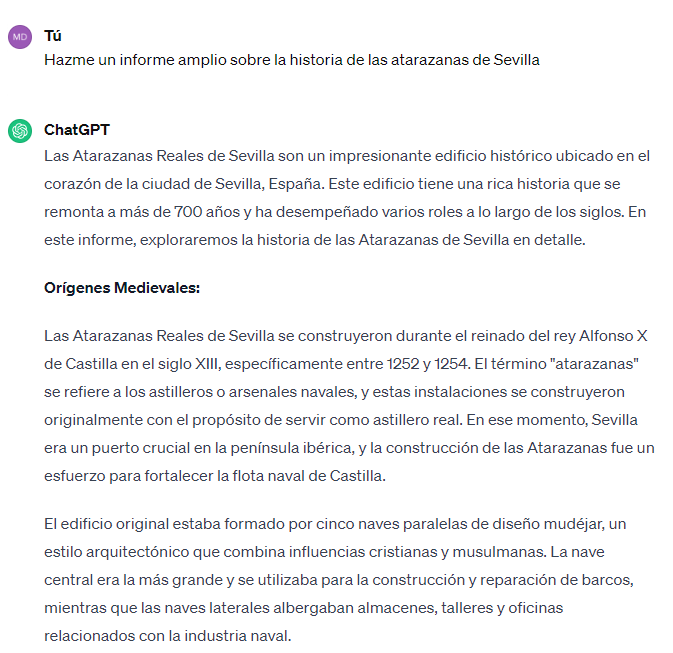 MD
Tú
Hazme un informe amplio sobre la historia de las atarazanas de Sevilla
ChatGPT
Las Atarazanas Reales de Sevilla son un impresionante edificio histórico ubicado en el
corazón de la ciudad de Sevilla, España. Este edificio tiene una rica historia que se
remonta a más de 700 años y ha desempeñado varios roles a lo largo de los siglos. En
este informe, exploraremos la historia de las Atarazanas de Sevilla en detalle.
Orígenes Medievales:
Las Atarazanas Reales de Sevilla se construyeron durante el reinado del rey Alfonso X
de Castilla en el siglo XIII, específicamente entre 1252 y 1254. El término "atarazanas"
se refiere a los astilleros o arsenales navales, y estas instalaciones se construyeron
originalmente con el propósito de servir como astillero real. En ese momento, Sevilla
era un puerto crucial en la península ibérica, y la construcción de las Atarazanas fue un
esfuerzo para fortalecer la flota naval de Castilla.
El edificio original estaba formado por cinco naves paralelas de diseño mudéjar, un
estilo arquitectónico que combina influencias cristianas y musulmanas. La nave
central era la más grande y se utilizaba para la construcción y reparación de barcos,
mientras que las naves laterales albergaban almacenes, talleres y oficinas
relacionados con la industria naval.